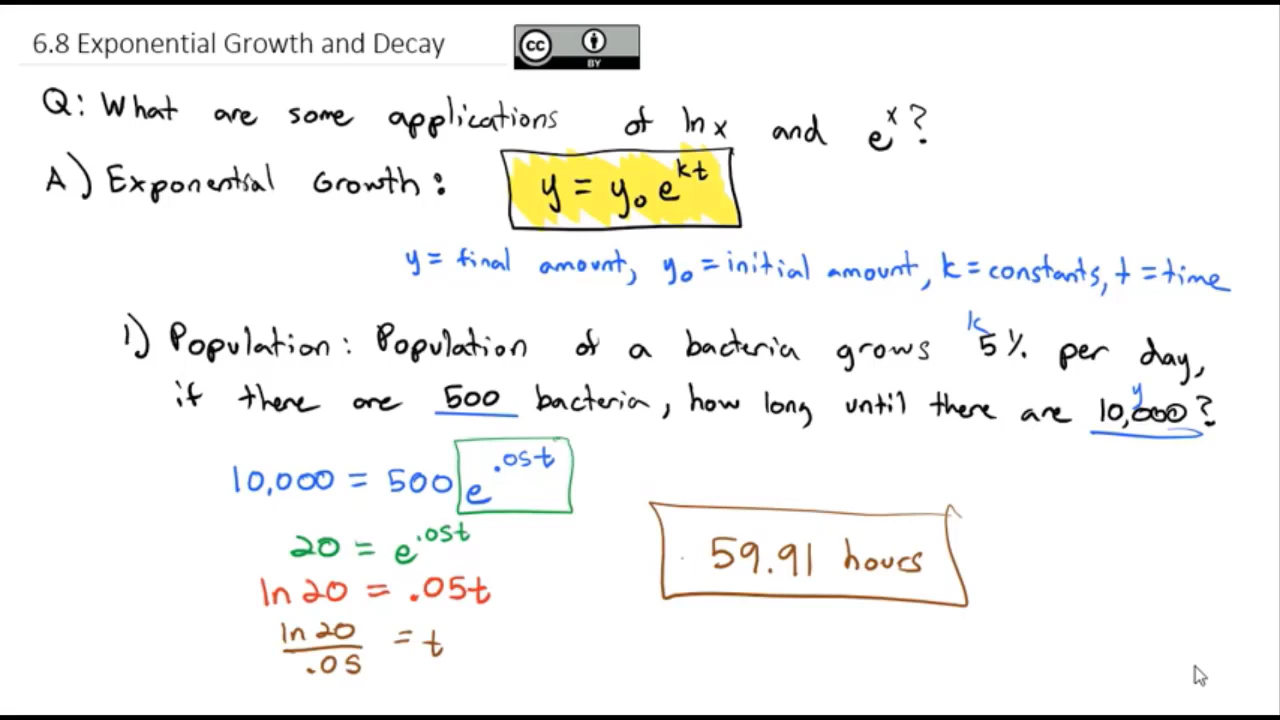 6.8 Exponential Growth and Decay
cc BY
Q: What are some applications of ln x and e^x?
A) Exponential Growth: y = y₀ e^kt
y = final amount, y₀ = initial amount, k = constants, t = time
k
1) Population: Population of a bacteria grows 5% per day,
y
if there are 500 bacteria, how long until there are 10,000?
10,000 = 500 e^.05t
20 = e^.05t
59.91 hours
ln 20 = .05t
ln 20 / .05 = t